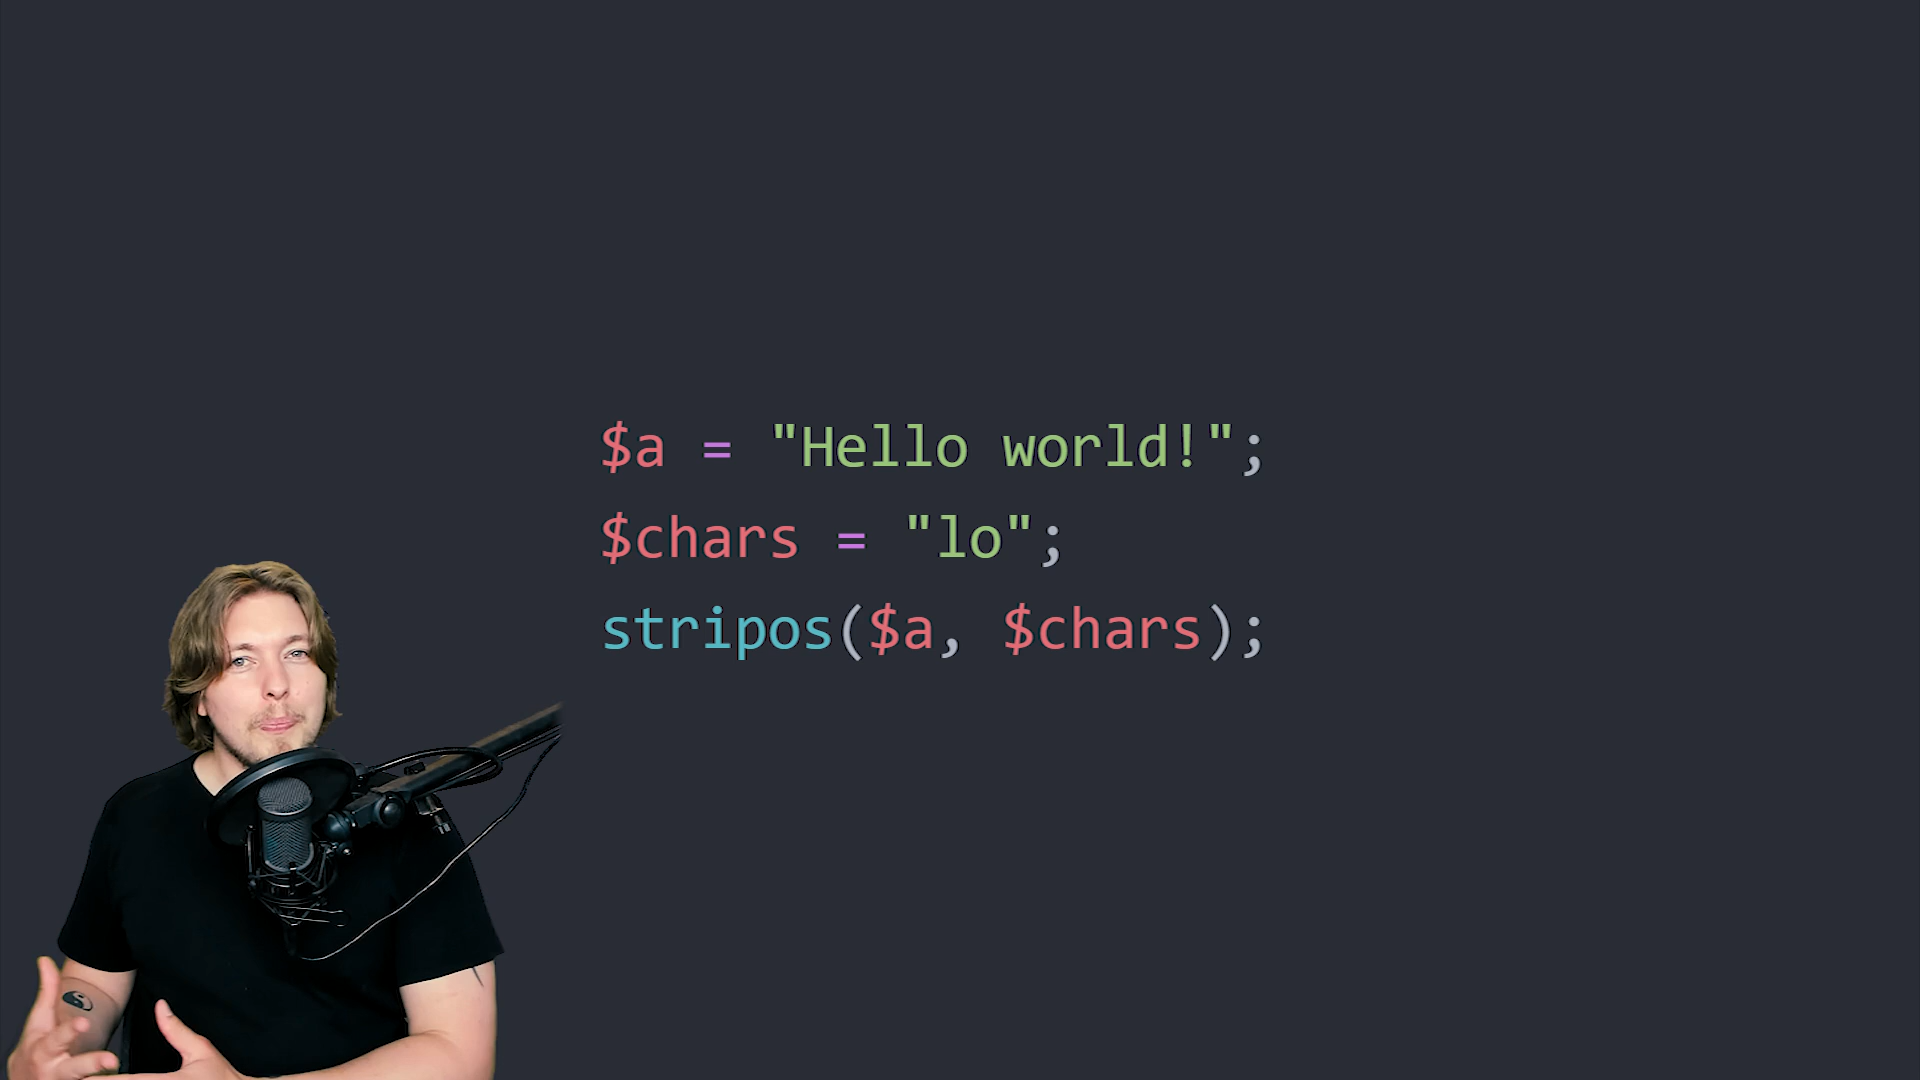 $a = "Hello world!";
$chars = "lo";
stripos($a, $chars);